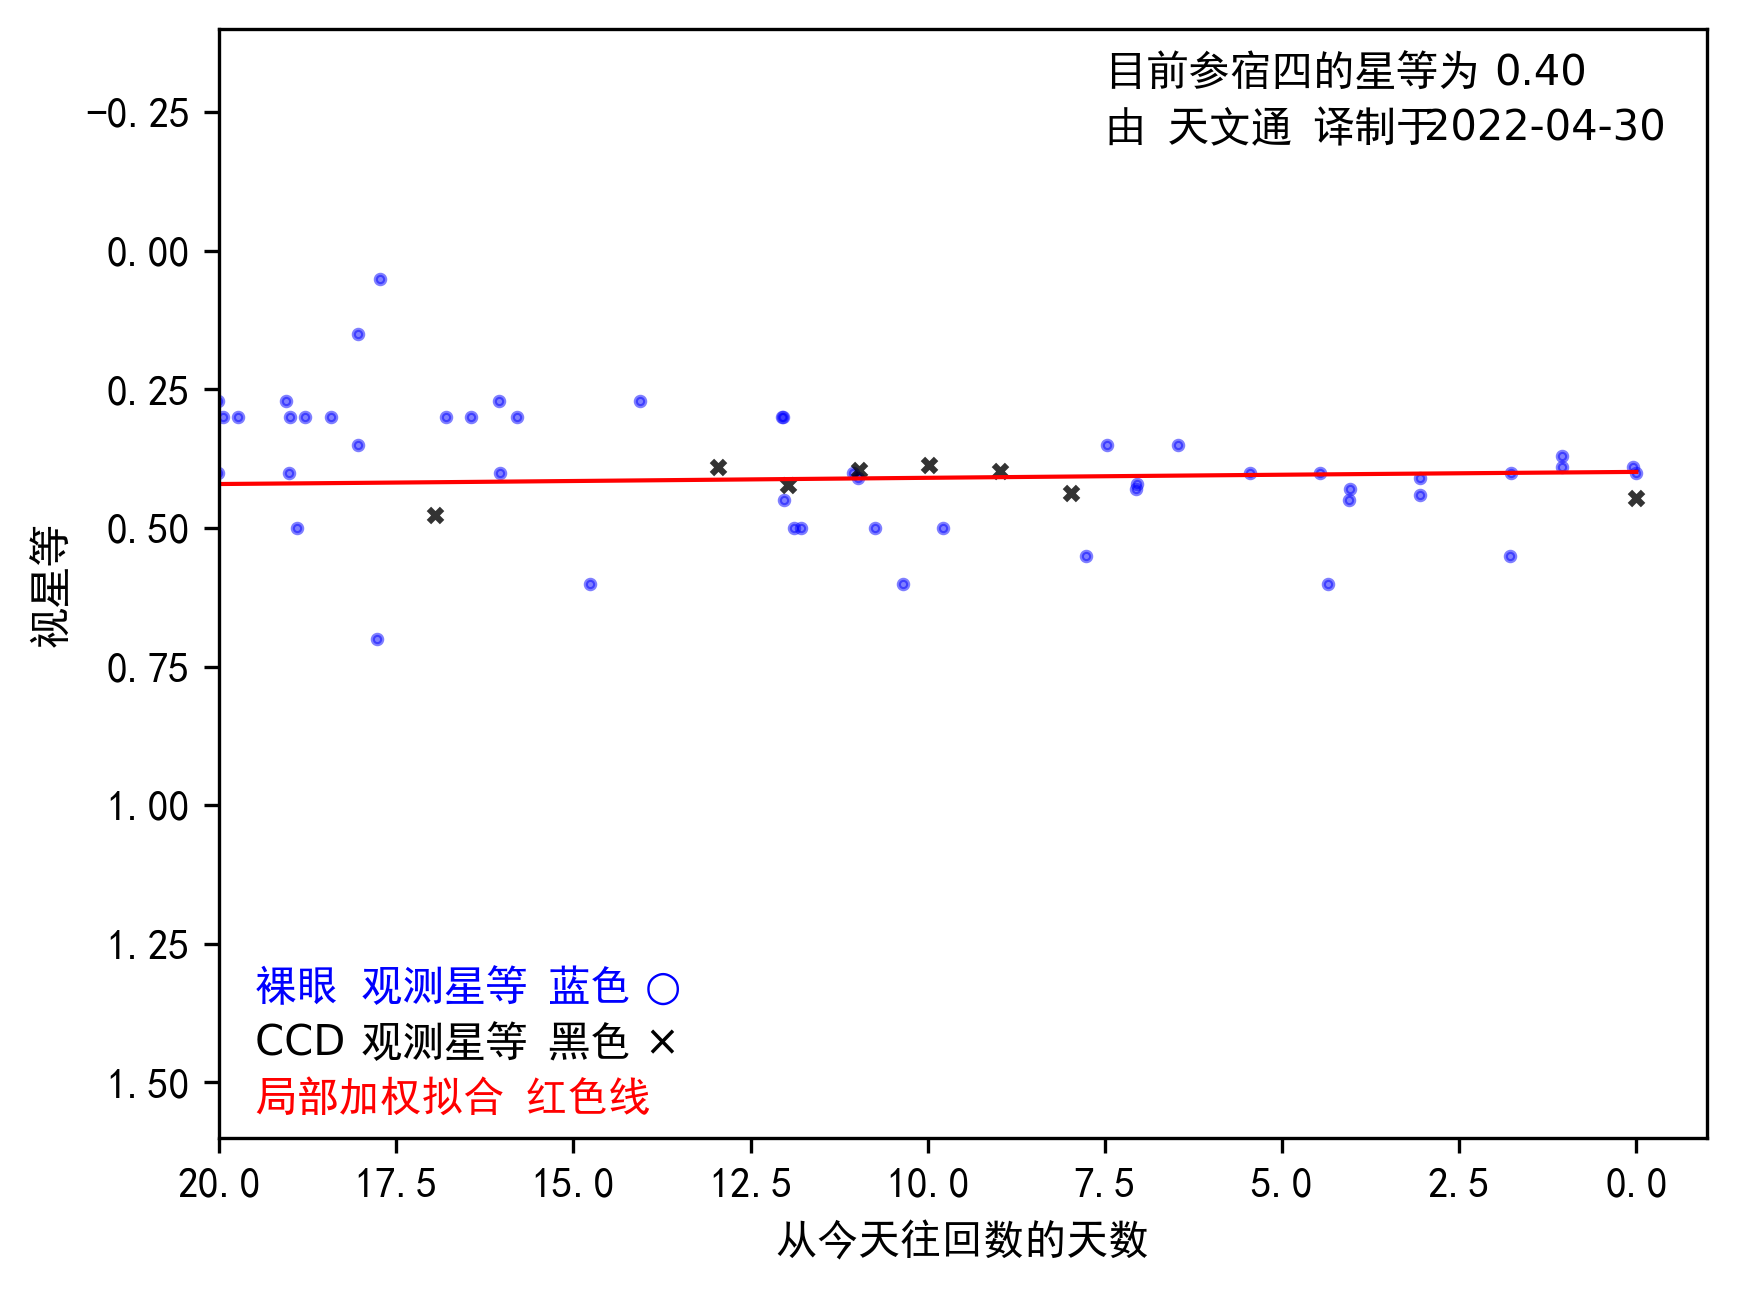 目前参宿四的星等为 0.40
由 天文通 译制于2022-04-30
−0.25
0.00
0.25
0.50
0.75
1.00
1.25
1.50
视星等
裸眼 观测星等 蓝色 ○
CCD 观测星等 黑色 ×
局部加权拟合 红色线
20.0 17.5 15.0 12.5 10.0 7.5 5.0 2.5 0.0
从今天往回数的天数